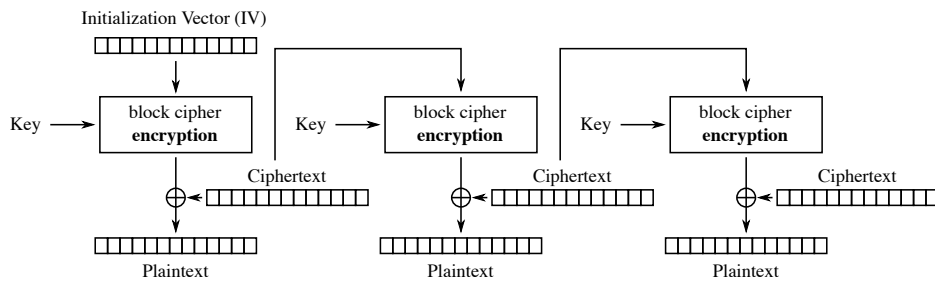 Initialization Vector (IV)
Key
block cipher
encryption
Ciphertext
Plaintext
Key
block cipher
encryption
Ciphertext
Plaintext
Key
block cipher
encryption
Ciphertext
Plaintext